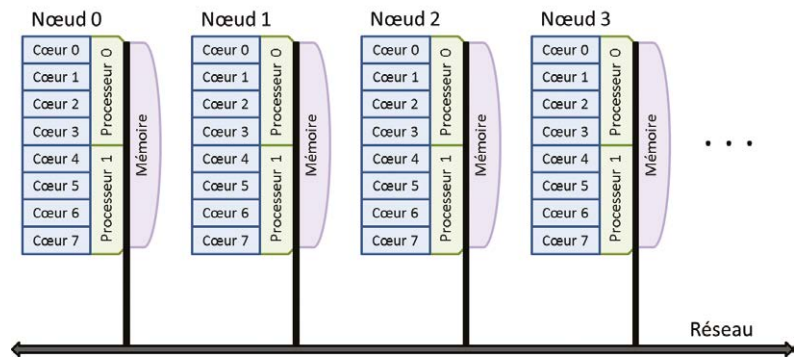 Nœud 0
Nœud 1
Nœud 2
Nœud 3
Cœur 0
Cœur 1
Cœur 2
Cœur 3
Cœur 4
Cœur 5
Cœur 6
Cœur 7
Processeur 0
Processeur 1
Mémoire
Cœur 0
Cœur 1
Cœur 2
Cœur 3
Cœur 4
Cœur 5
Cœur 6
Cœur 7
Processeur 0
Processeur 1
Mémoire
Cœur 0
Cœur 1
Cœur 2
Cœur 3
Cœur 4
Cœur 5
Cœur 6
Cœur 7
Processeur 0
Processeur 1
Mémoire
Cœur 0
Cœur 1
Cœur 2
Cœur 3
Cœur 4
Cœur 5
Cœur 6
Cœur 7
Processeur 0
Processeur 1
Mémoire
. . .
Réseau